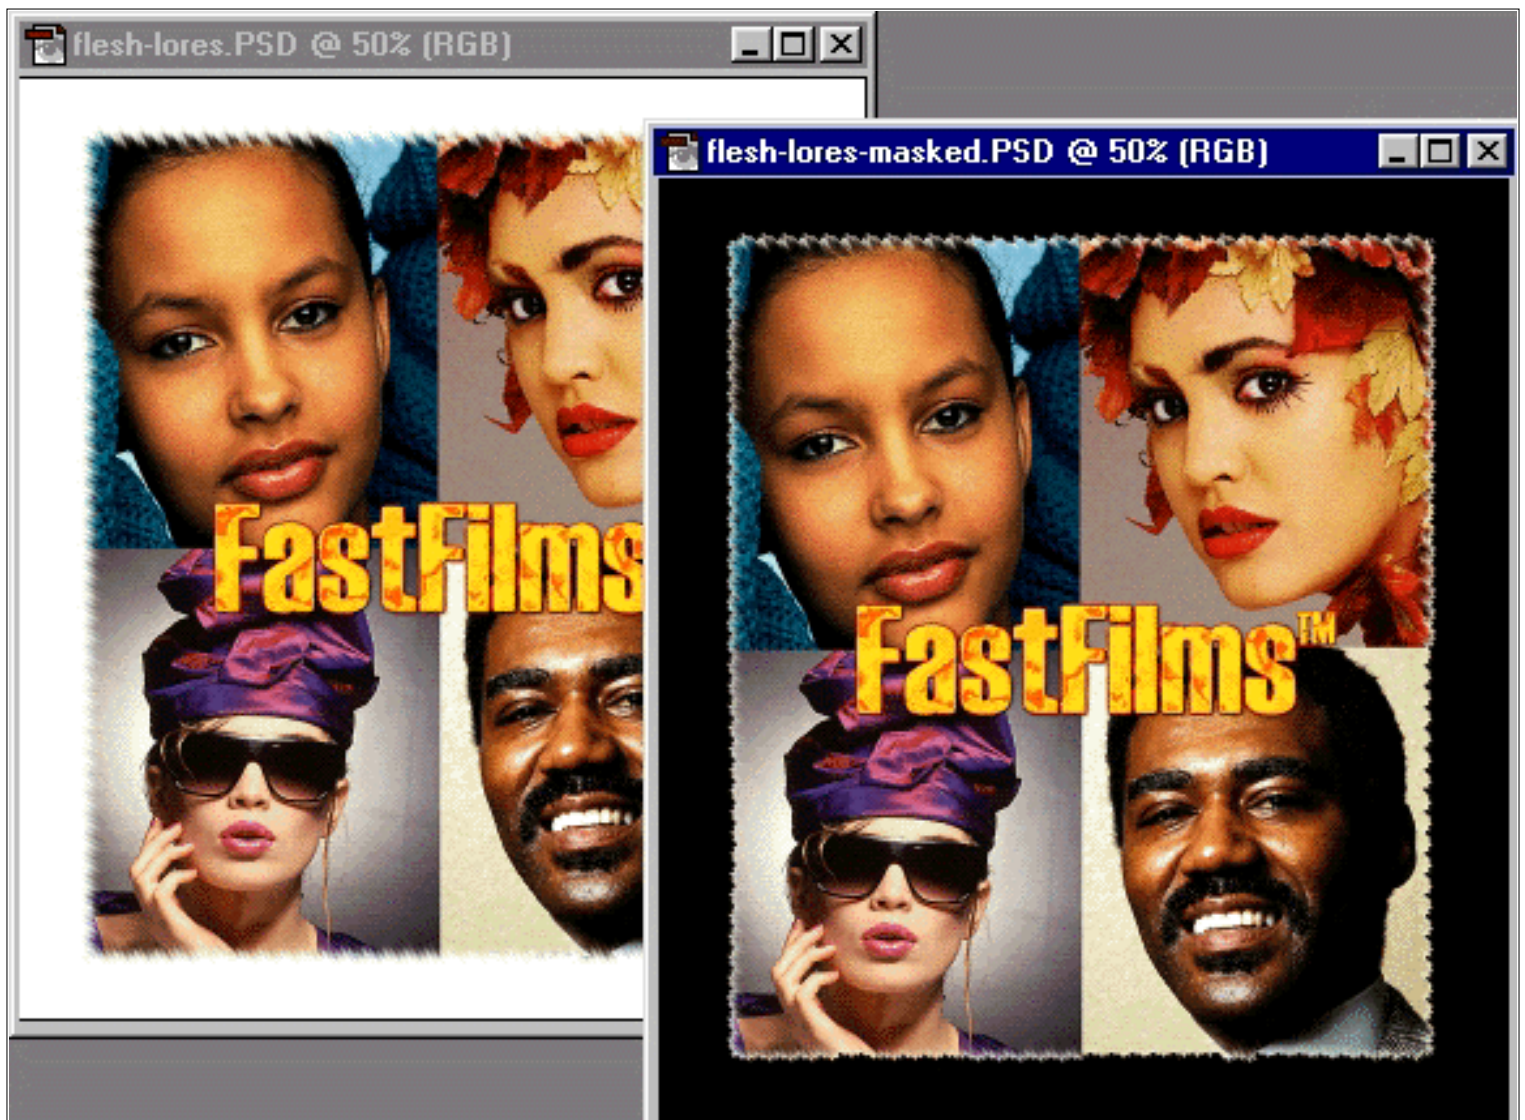 flesh-lores.PSD @ 50% (RGB)
flesh-lores-masked.PSD @ 50% (RGB)
FastFilms
FastFilms™